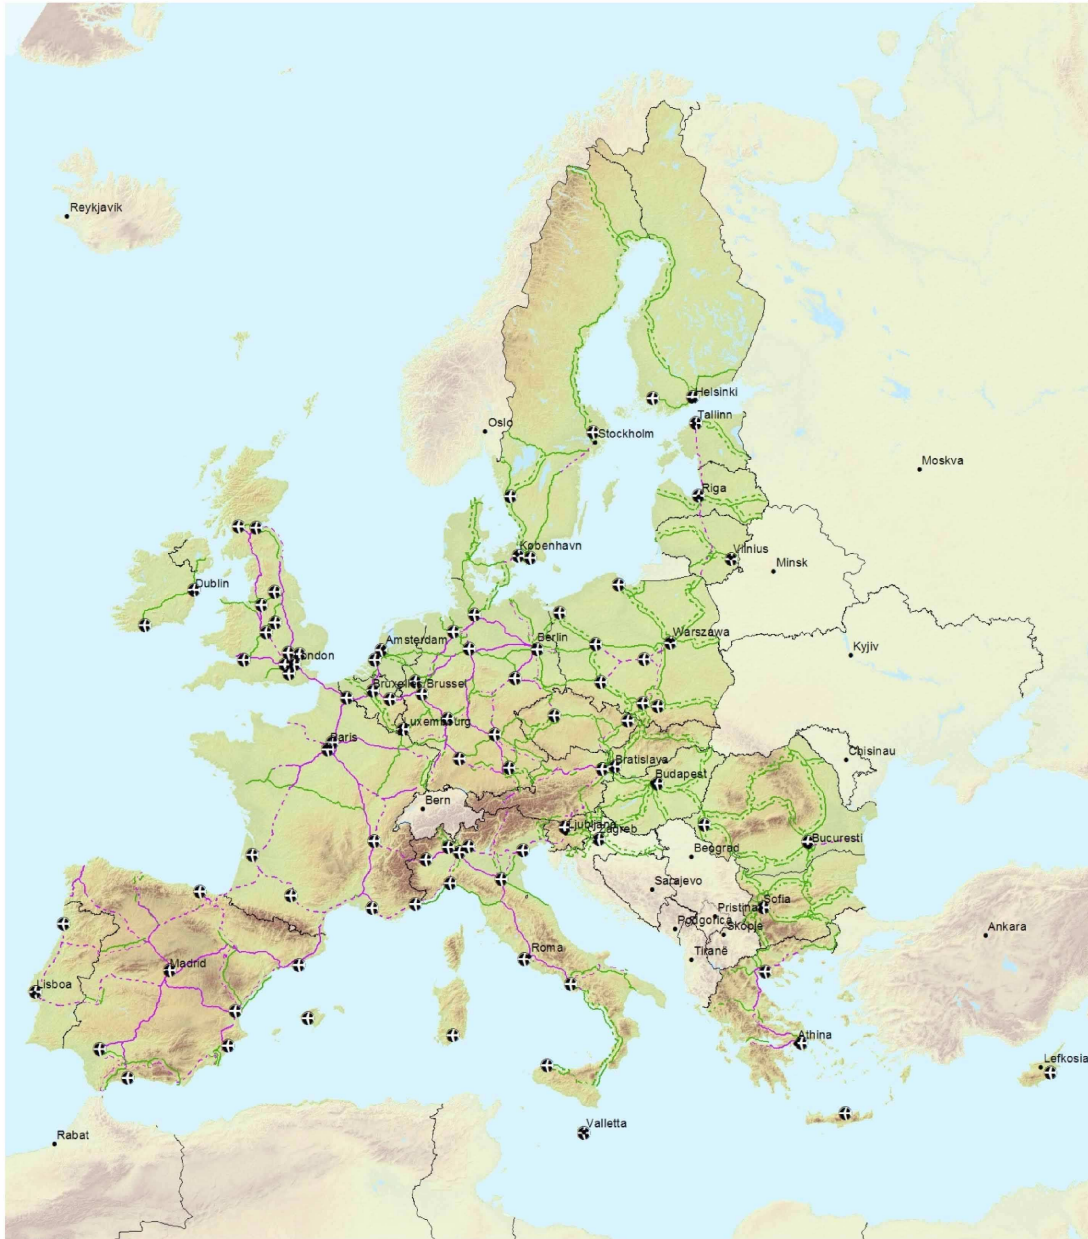 Reykjavík
Helsinki
Tallinn
Oslo
Stockholm
Moskva
Riga
København
Vilnius
Minsk
Dublin
Amsterdam
Berlin
Warszawa
London
Kyjiv
Bruxelles/Brussel
Luxembourg
Paris
Chisinau
Bratislava
Budapest
Bern
Ljubljana
Zagreb
Bucuresti
Beograd
Sarajevo
Sofia
Pristina
Podgorica
Skopje
Ankara
Roma
Tiranë
Madrid
Lisboa
Athina
Lefkosia
Valletta
Rabat